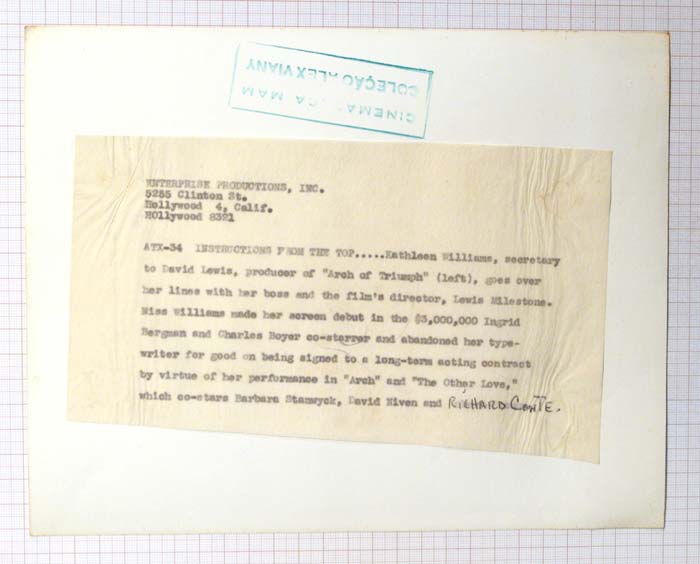 CINEMATECA MAM
COLEÇÃO ALEX VIANY
ENTERPRISE PRODUCTIONS, INC.
5255 Clinton St.
Hollywood 4, Calif.
HOllywood 8321
ATX-34 INSTRUCTIONS FROM THE TOP.....Kathleen Williams, secretary
to David Lewis, producer of "Arch of Triumph" (left), goes over
her lines with her boss and the film's director, Lewis Milestone.
Miss Williams made her screen debut in the $3,000,000 Ingrid
Bergman and Charles Boyer co-starrer and abandoned her type-
writer for good on being signed to a long-term acting contract
by virtue of her performance in "Arch" and "The Other Love,"
which co-stars Barbara Stanwyck, David Niven and RICHARD CONTE.